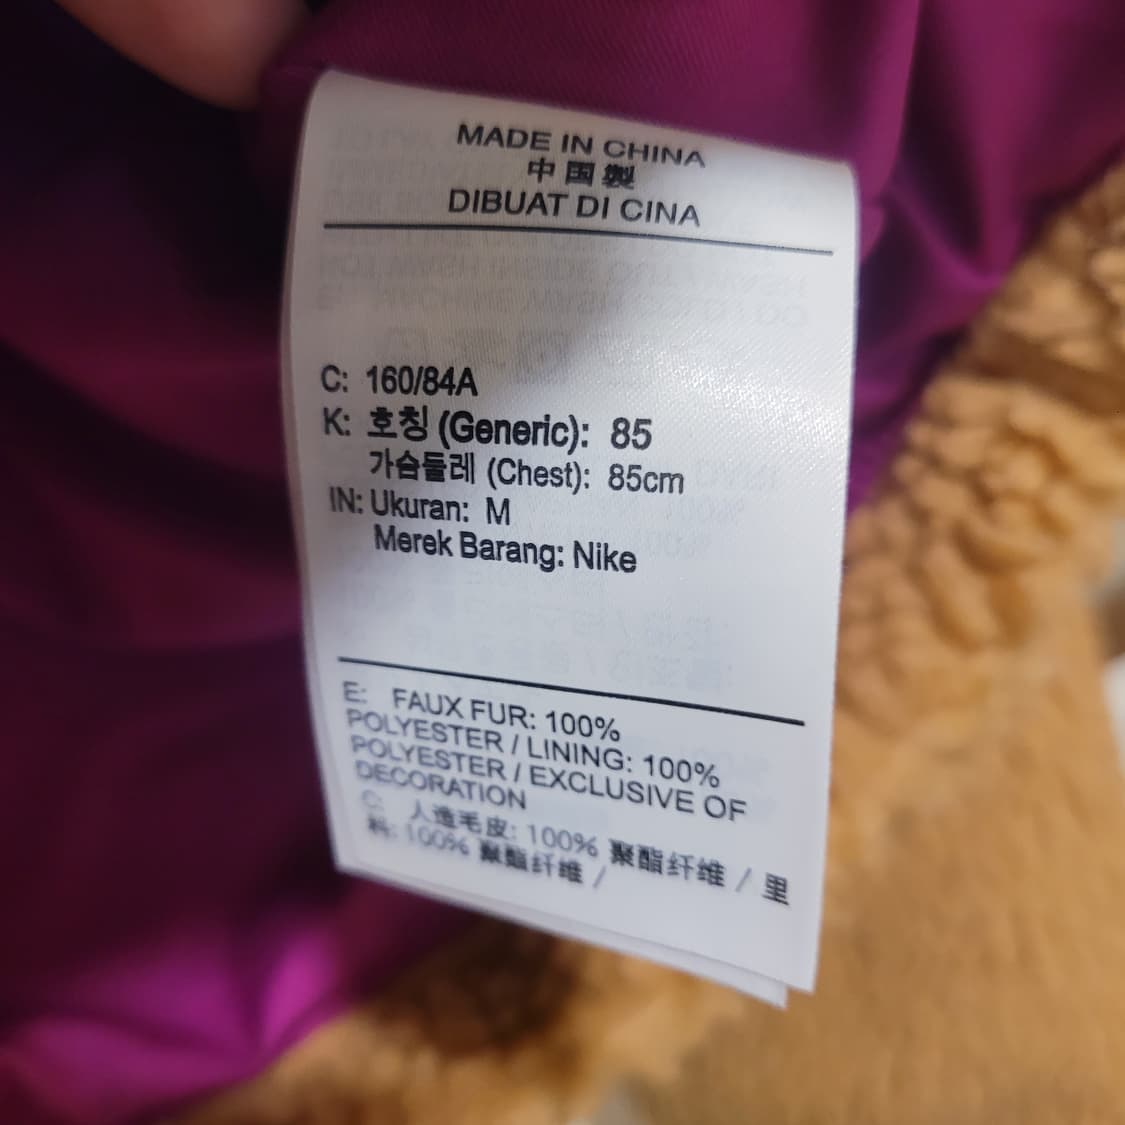 MADE IN CHINA
中国製
DIBUAT DI CINA
C: 160/84A
K: 호칭 (Generic): 85
가슴둘레 (Chest): 85cm
IN: Ukuran: M
Merek Barang: Nike
E: FAUX FUR: 100%
POLYESTER / LINING: 100%
POLYESTER / EXCLUSIVE OF
DECORATION
C: 人造毛皮: 100% 聚酯纤维 / 里
料: 100% 聚酯纤维 /